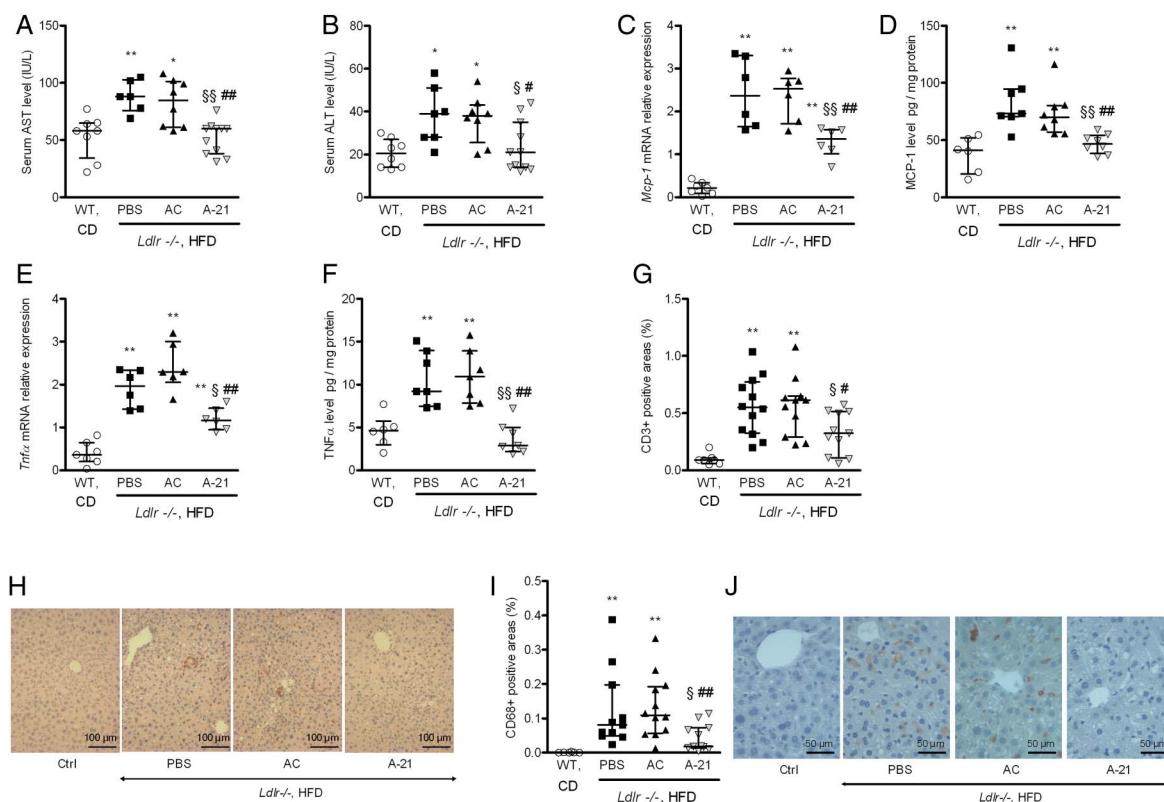 A
Serum AST level (IU/L)
150
100
50
0
**
*
§§ ##
WT,
CD
PBS
AC
A-21
Ldlr -/-, HFD
B
Serum ALT level (IU/L)
80
60
40
20
0
*
*
§ #
WT,
CD
PBS
AC
A-21
Ldlr -/-, HFD
C
Mcp-1 mRNA relative expression
4
3
2
1
0
**
**
** §§ ##
WT,
CD
PBS
AC
A-21
Ldlr -/-, HFD
D
MCP-1 level pg / mg protein
150
100
50
0
**
**
§§ ##
WT,
CD
PBS
AC
A-21
Ldlr -/-, HFD
E
Tnfα mRNA relative expression
4
3
2
1
0
**
**
** § ##
WT,
CD
PBS
AC
A-21
Ldlr -/-, HFD
F
TNFα level pg / mg protein
20
15
10
5
0
**
**
§§ ##
WT,
CD
PBS
AC
A-21
Ldlr -/-, HFD
G
CD3+ positive areas (%)
1.5
1.0
0.5
0.0
**
**
§ #
WT,
CD
PBS
AC
A-21
Ldlr -/-, HFD
H
100 µm
100 µm
100 µm
100 µm
Ctrl
PBS
AC
A-21
Ldlr-/-, HFD
I
CD68+ positive areas (%)
0.5
0.4
0.3
0.2
0.1
0.0
**
**
§ ##
WT,
CD
PBS
AC
A-21
Ldlr -/-, HFD
J
50 µm
50 µm
50 µm
50 µm
Ctrl
PBS
AC
A-21
Ldlr-/-, HFD